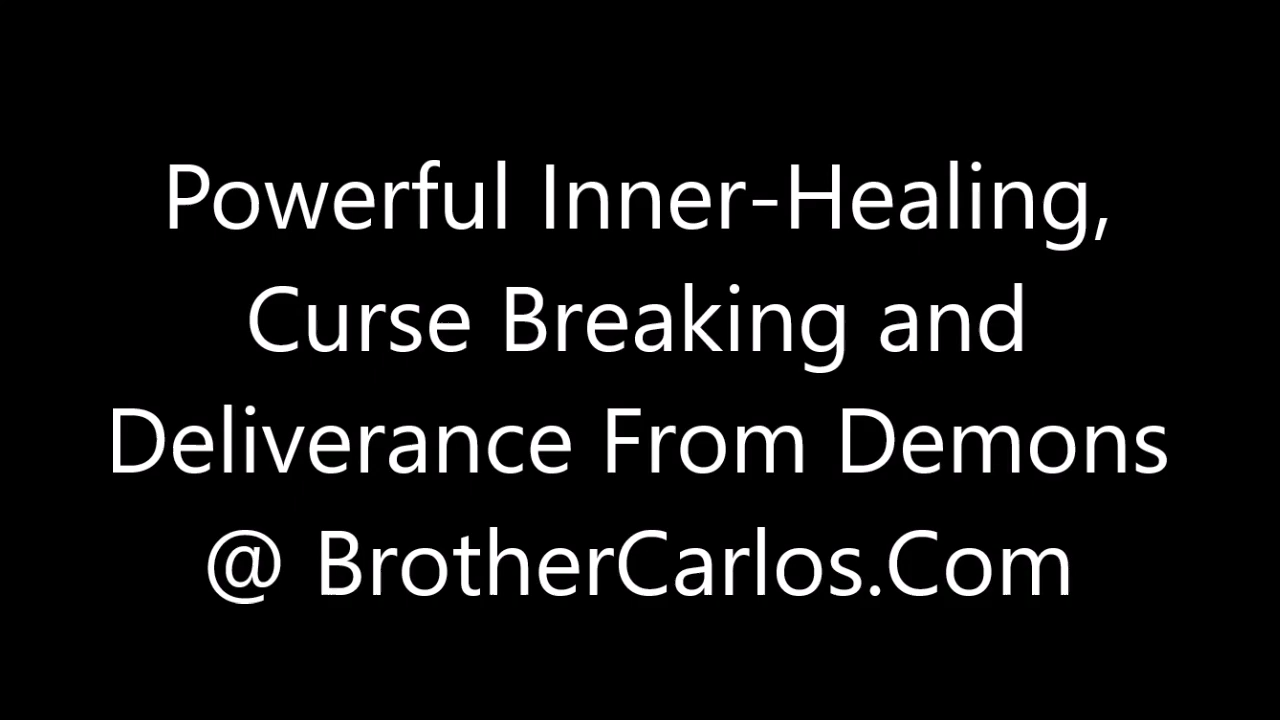 Powerful Inner-Healing,
Curse Breaking and
Deliverance From Demons
@ BrotherCarlos.Com